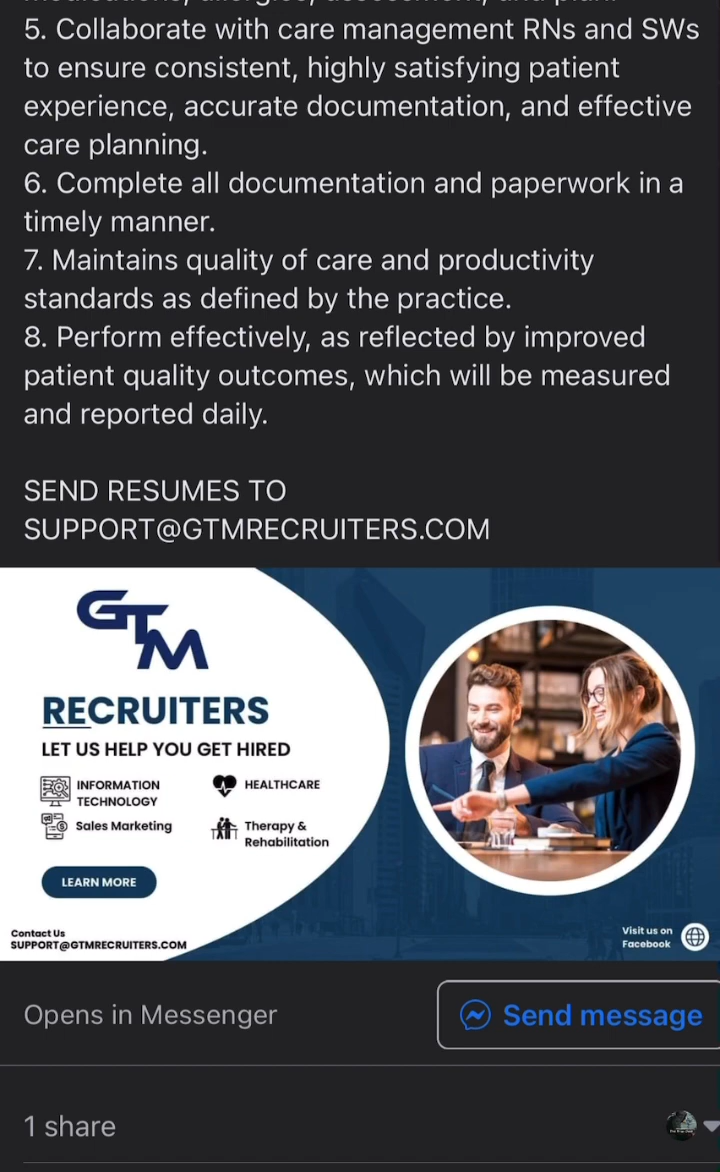 5. Collaborate with care management RNs and SWs
to ensure consistent, highly satisfying patient
experience, accurate documentation, and effective
care planning.
6. Complete all documentation and paperwork in a
timely manner.
7. Maintains quality of care and productivity
standards as defined by the practice.
8. Perform effectively, as reflected by improved
patient quality outcomes, which will be measured
and reported daily.
SEND RESUMES TO
SUPPORT@GTMRECRUITERS.COM
GTM
RECRUITERS
LET US HELP YOU GET HIRED
INFORMATION
TECHNOLOGY
HEALTHCARE
Sales Marketing
Therapy &
Rehabilitation
LEARN MORE
Contact Us
SUPPORT@GTMRECRUITERS.COM
Visit us on
Facebook
Opens in Messenger
Send message
1 share